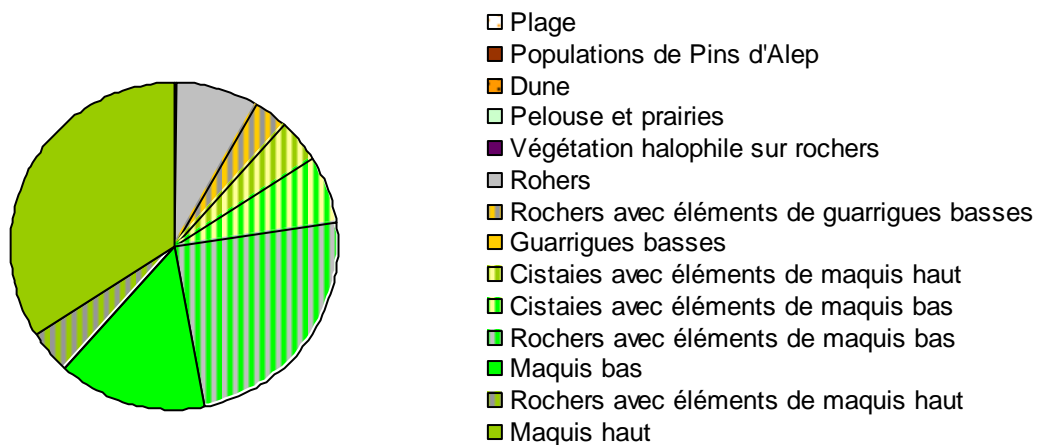 Plage
Populations de Pins d'Alep
Dune
Pelouse et prairies
Végétation halophile sur rochers
Rohers
Rochers avec éléments de guarrigues basses
Guarrigues basses
Cistaies avec éléments de maquis haut
Cistaies avec éléments de maquis bas
Rochers avec éléments de maquis bas
Maquis bas
Rochers avec éléments de maquis haut
Maquis haut